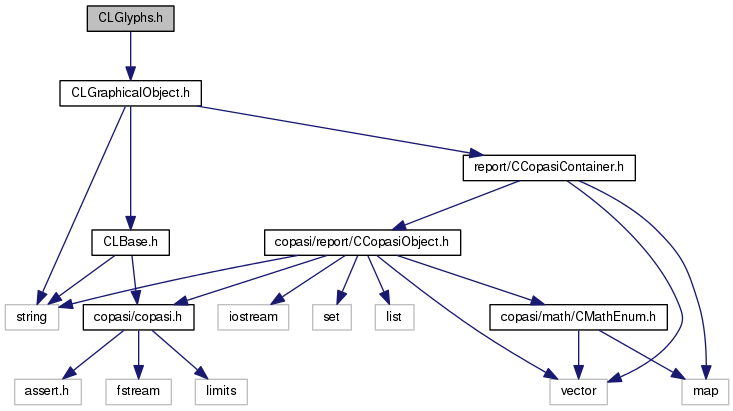 CLGlyphs.h
CLGraphicalObject.h
report/CCopasiContainer.h
CLBase.h
copasi/report/CCopasiObject.h
string
copasi/copasi.h
iostream
set
list
copasi/math/CMathEnum.h
assert.h
fstream
limits
vector
map